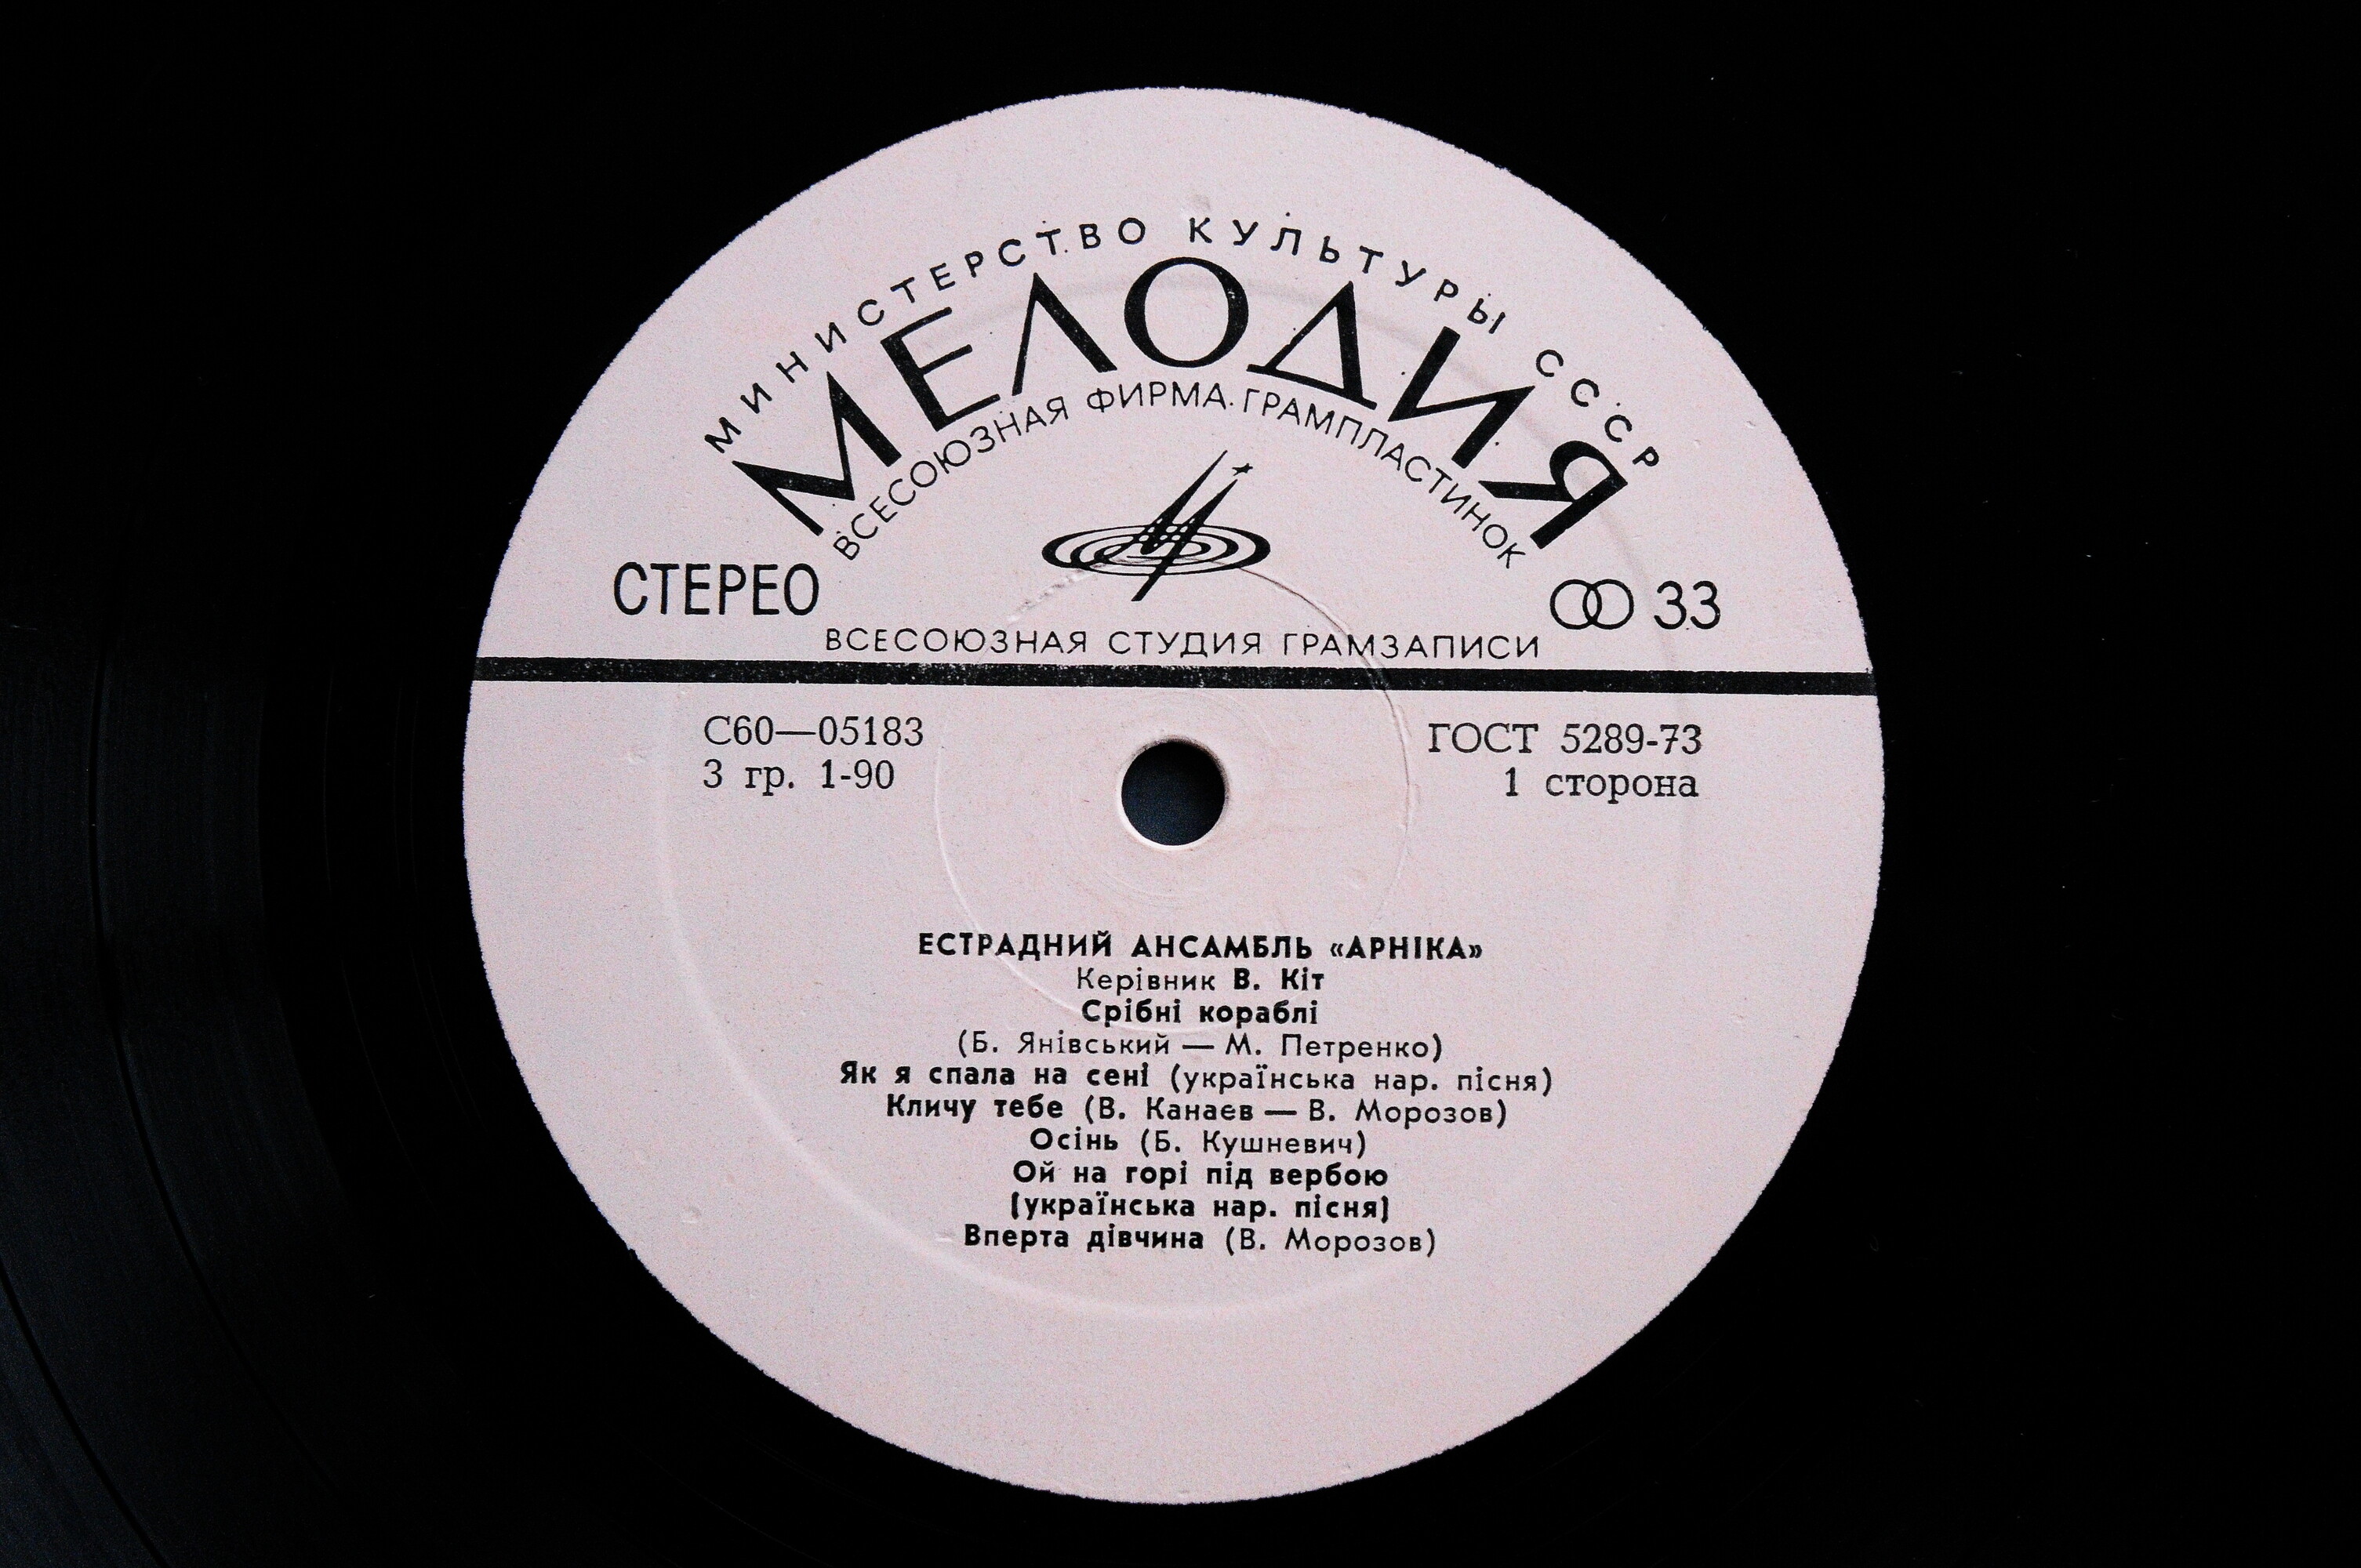 МИНИСТЕРСТВО КУЛЬТУРЫ СССР
МЕЛОДИЯ
ВСЕСОЮЗНАЯ ФИРМА ГРАМПЛАСТИНОК
СТЕРЕО
33
ВСЕСОЮЗНАЯ СТУДИЯ ГРАМЗАПИСИ
С60—05183
ГОСТ 5289-73
3 гр. 1-90
1 сторона
ЕСТРАДНИЙ АНСАМБЛЬ «АРНІКА»
Керівник В. Кіт
Срібні кораблі
(Б. Янівський — М. Петренко)
Як я спала на сені (українська нар. пісня)
Кличу тебе (В. Канаєв — В. Морозов)
Осінь (Б. Кушневич)
Ой на горі під вербою
(українська нар. пісня)
Вперта дівчина (В. Морозов)